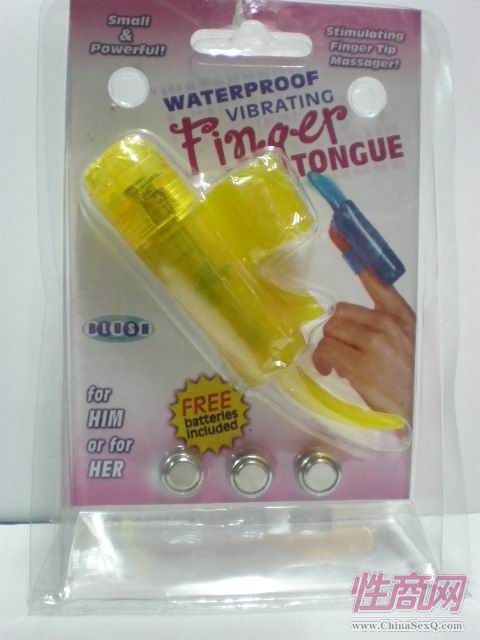 Small
&
Powerful!
Stimulating
Finger Tip
Massager!
WATERPROOF
VIBRATING
Finger
TONGUE
BLUSH
for
HIM
or for
HER
FREE
batteries
included
性商网
www.ChinaSexQ.com